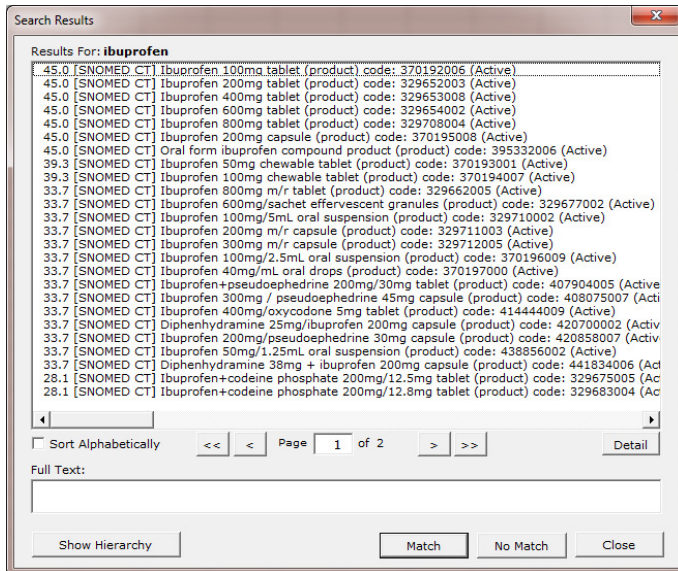 Search Results
Results For: ibuprofen
45.0 [SNOMED CT] Ibuprofen 100mg tablet (product) code: 370192006 (Active)
45.0 [SNOMED CT] Ibuprofen 200mg tablet (product) code: 329652003 (Active)
45.0 [SNOMED CT] Ibuprofen 400mg tablet (product) code: 329653008 (Active)
45.0 [SNOMED CT] Ibuprofen 600mg tablet (product) code: 329654002 (Active)
45.0 [SNOMED CT] Ibuprofen 800mg tablet (product) code: 329708004 (Active)
45.0 [SNOMED CT] Ibuprofen 200mg capsule (product) code: 370195008 (Active)
45.0 [SNOMED CT] Oral form ibuprofen compound product (product) code: 395332006 (Active)
39.3 [SNOMED CT] Ibuprofen 50mg chewable tablet (product) code: 370193001 (Active)
39.3 [SNOMED CT] Ibuprofen 100mg chewable tablet (product) code: 370194007 (Active)
33.7 [SNOMED CT] Ibuprofen 800mg m/r tablet (product) code: 329662005 (Active)
33.7 [SNOMED CT] Ibuprofen 600mg/sachet effervescent granules (product) code: 329677002 (Active)
33.7 [SNOMED CT] Ibuprofen 100mg/5mL oral suspension (product) code: 329710002 (Active)
33.7 [SNOMED CT] Ibuprofen 200mg m/r capsule (product) code: 329711003 (Active)
33.7 [SNOMED CT] Ibuprofen 300mg m/r capsule (product) code: 329712005 (Active)
33.7 [SNOMED CT] Ibuprofen 100mg/2.5mL oral suspension (product) code: 370196009 (Active)
33.7 [SNOMED CT] Ibuprofen 40mg/mL oral drops (product) code: 370197000 (Active)
33.7 [SNOMED CT] Ibuprofen+pseudoephedrine 200mg/30mg tablet (product) code: 407904005 (Active
33.7 [SNOMED CT] Ibuprofen 300mg / pseudoephedrine 45mg capsule (product) code: 408075007 (Acti
33.7 [SNOMED CT] Ibuprofen 400mg/oxycodone 5mg tablet (product) code: 414444009 (Active)
33.7 [SNOMED CT] Diphenhydramine 25mg/ibuprofen 200mg capsule (product) code: 420700002 (Activ
33.7 [SNOMED CT] Ibuprofen 200mg/pseudoephedrine 30mg capsule (product) code: 420858007 (Activ
33.7 [SNOMED CT] Ibuprofen 50mg/1.25mL oral suspension (product) code: 438856002 (Active)
33.7 [SNOMED CT] Diphenhydramine 38mg + ibuprofen 200mg capsule (product) code: 441834006 (Act
28.1 [SNOMED CT] Ibuprofen+codeine phosphate 200mg/12.5mg tablet (product) code: 329675005 (Act
28.1 [SNOMED CT] Ibuprofen+codeine phosphate 200mg/12.8mg tablet (product) code: 329683004 (Act
Sort Alphabetically << < Page 1 of 2 > >> Detail
Full Text:
Show Hierarchy Match No Match Close